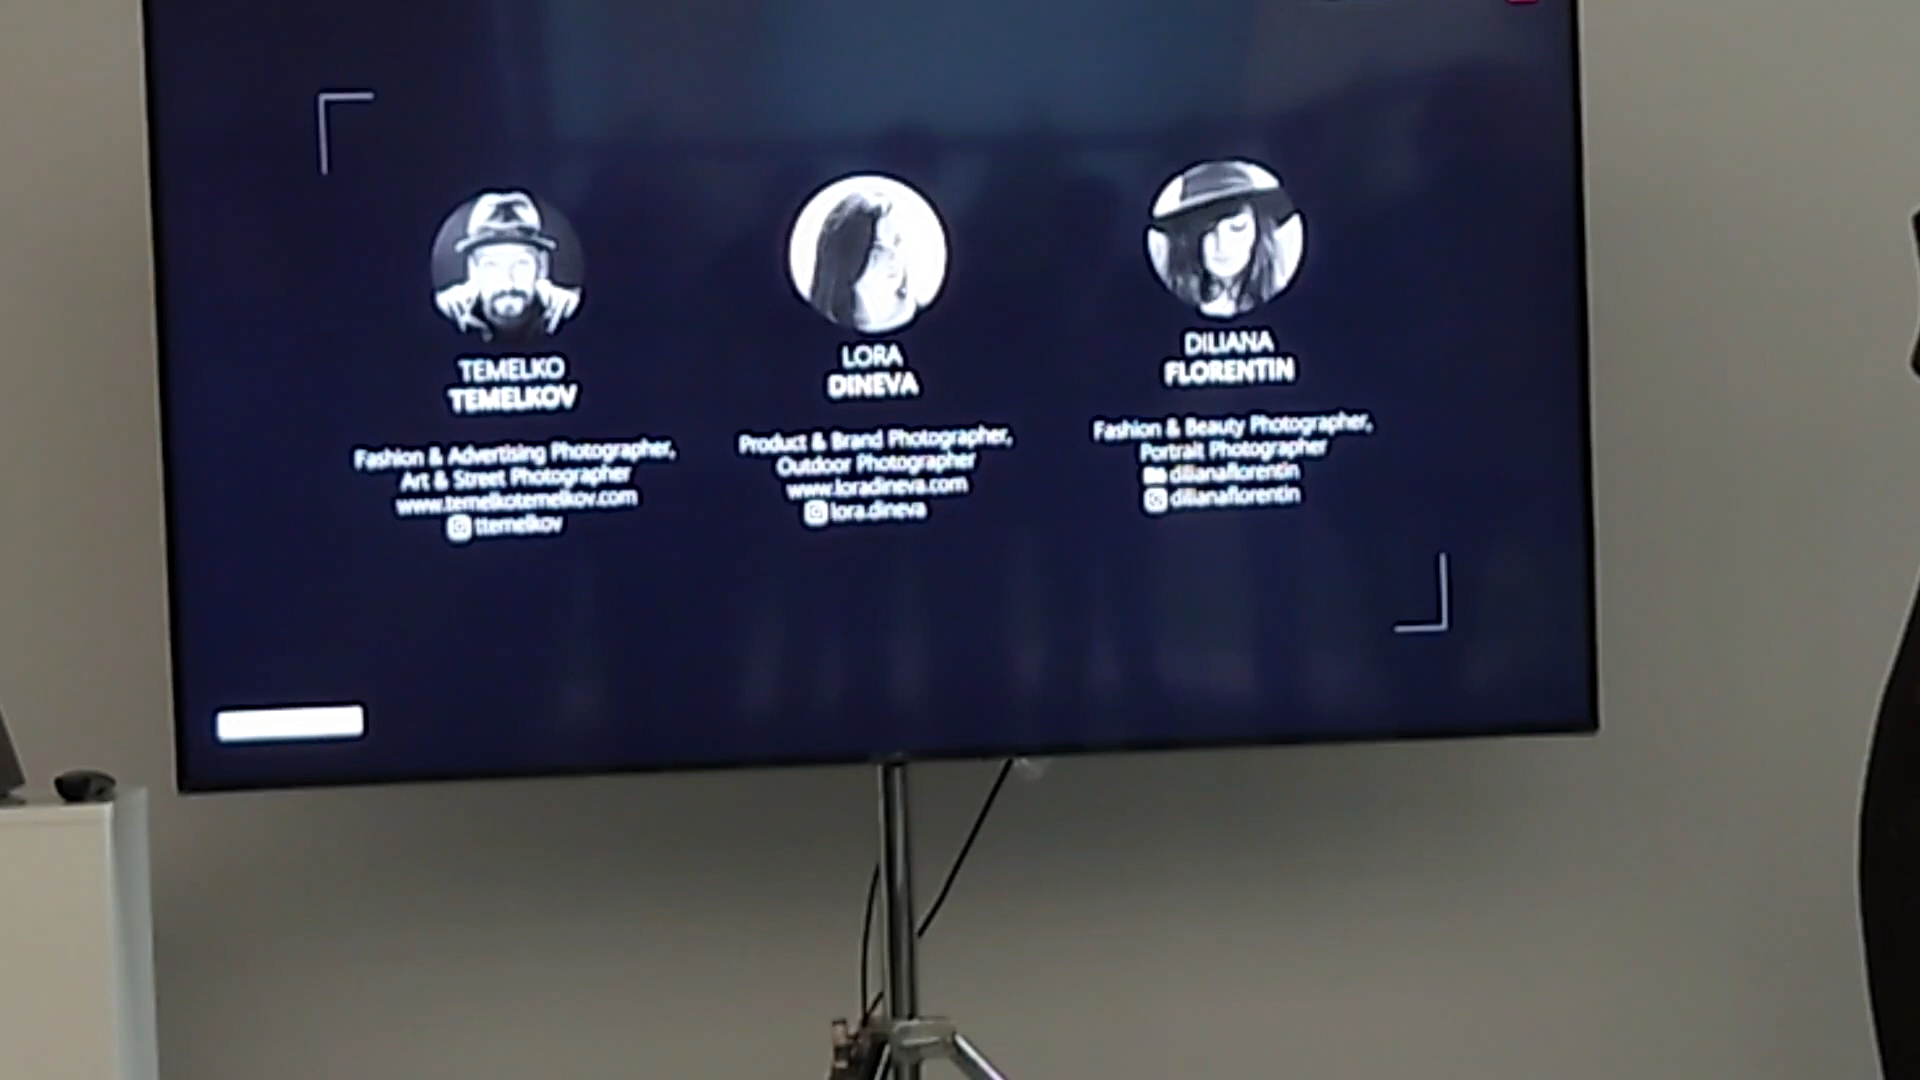 TEMELKO
TEMELKOV
Fashion & Advertising Photographer,
Art & Street Photographer
www.temelkotemelkov.com
ttemelkov
LORA
DINEVA
Product & Brand Photographer,
Outdoor Photographer
www.loradineva.com
lora.dineva
DILIANA
FLORENTIN
Fashion & Beauty Photographer,
Portrait Photographer
dilianaflorentin
dilianaflorentin